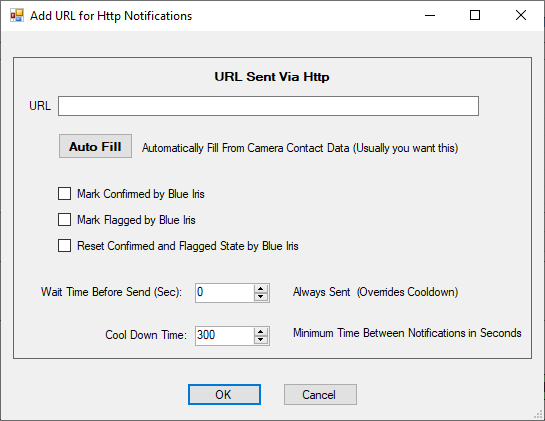 Add URL for Http Notifications
URL Sent Via Http
URL
Auto Fill Automatically Fill From Camera Contact Data (Usually you want this)
Mark Confirmed by Blue Iris
Mark Flagged by Blue Iris
Reset Confirmed and Flagged State by Blue Iris
Wait Time Before Send (Sec): 0 Always Sent (Overrides Cooldown)
Cool Down Time: 300 Minimum Time Between Notifications in Seconds
OK Cancel